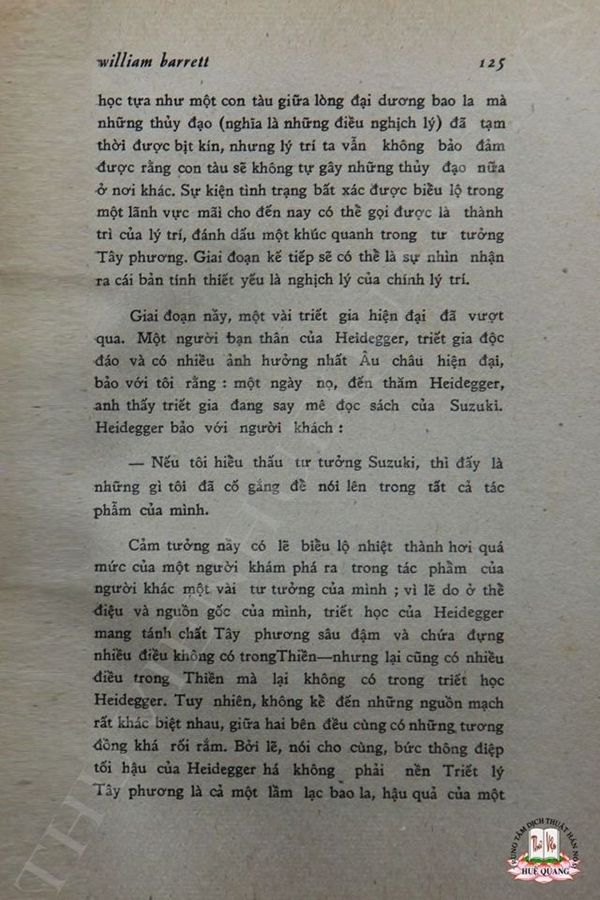 william barrett 125
học tựa như một con tàu giữa lòng đại dương bao la mà
những thủy đạo (nghĩa là những điều nghịch lý) đã tạm
thời được bịt kín, nhưng lý trí ta vẫn không bảo đảm
được rằng con tàu sẽ không tự gây những thủy đạo nữa
ở nơi khác. Sự kiện tình trạng bất xác được biểu lộ trong
một lãnh vực mãi cho đến nay có thể gọi được là thành
trì của lý trí, đánh dấu một khúc quanh trong tư tưởng
Tây phương. Giai đoạn kế tiếp sẽ có thể là sự nhìn nhận
ra cái bản tính thiết yếu là nghịch lý của chính lý trí.
Giai đoạn nầy, một vài triết gia hiện đại đã vượt
qua. Một người bạn thân của Heidegger, triết gia độc
đáo và có nhiều ảnh hưởng nhất Âu châu hiện đại,
bảo với tôi rằng : một ngày nọ, đến thăm Heidegger,
anh thấy triết gia đang say mê đọc sách của Suzuki.
Heidegger bảo với người khách :
— Nếu tôi hiểu thấu tư tưởng Suzuki, thì đấy là
những gì tôi đã cố gắng để nói lên trong tất cả tác
phẩm của mình.
Cảm tưởng nầy có lẽ biểu lộ nhiệt thành hơi quá
mức của một người khám phá ra trong tác phẩm của
người khác một vài tư tưởng của mình ; vì lẽ do ở thể
điệu và nguồn gốc của mình, triết học của Heidegger
mang tánh chất Tây phương sâu đậm và chứa đựng
nhiều điều không có trongThiền—nhưng lại cũng có nhiều
điều trong Thiền mà lại không có trong triết học
Heidegger. Tuy nhiên, không kể đến những nguồn mạch
rất khác biệt nhau, giữa hai bên đều cùng có những tương
đồng khá rối rắm. Bởi lẽ, nói cho cùng, bức thông điệp
tối hậu của Heidegger há không phải nền Triết lý
Tây phương là cả một lầm lạc bao la, hậu quả của một
TRUNG TÂM DỊCH THUẬT HÁN NÔM
HUỆ QUANG